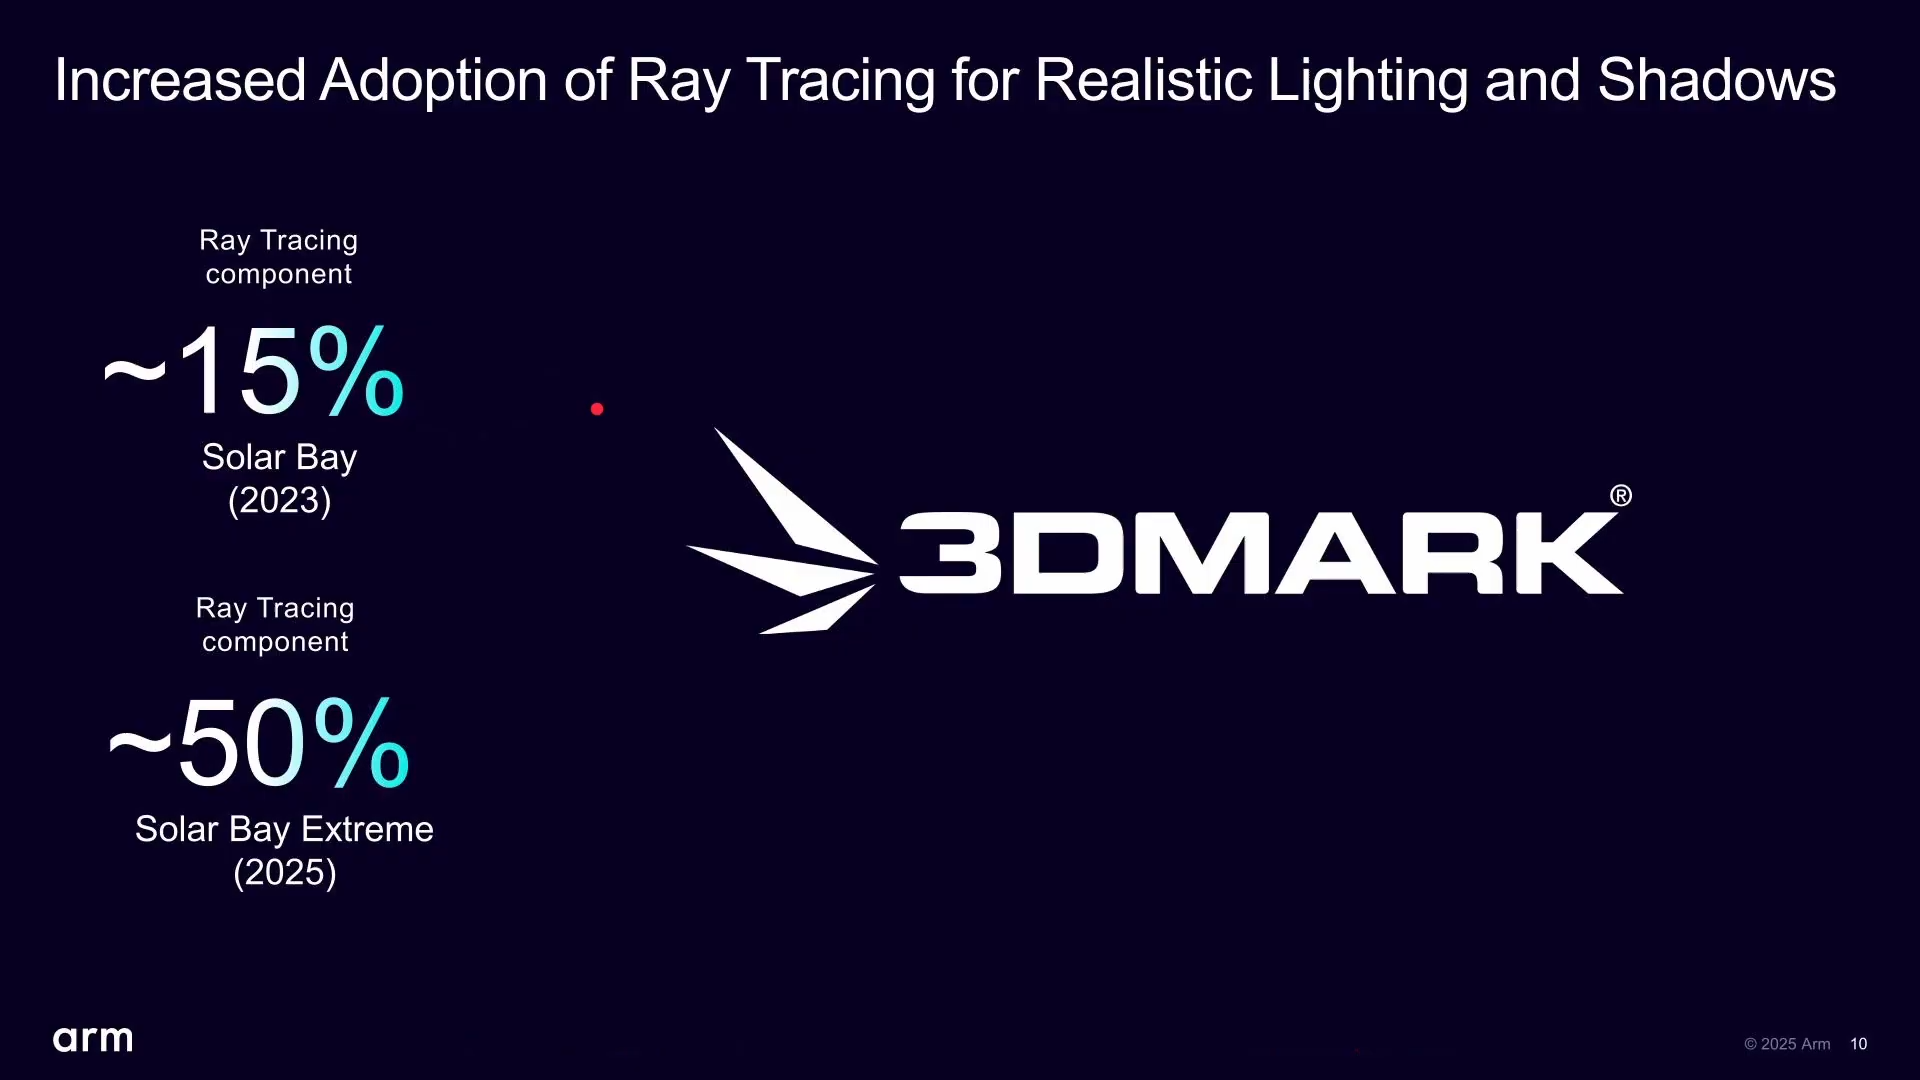 Increased Adoption of Ray Tracing for Realistic Lighting and Shadows
Ray Tracing
component
~15%
Solar Bay
(2023)
Ray Tracing
component
~50%
Solar Bay Extreme
(2025)
3DMARK®
arm
© 2025 Arm 10